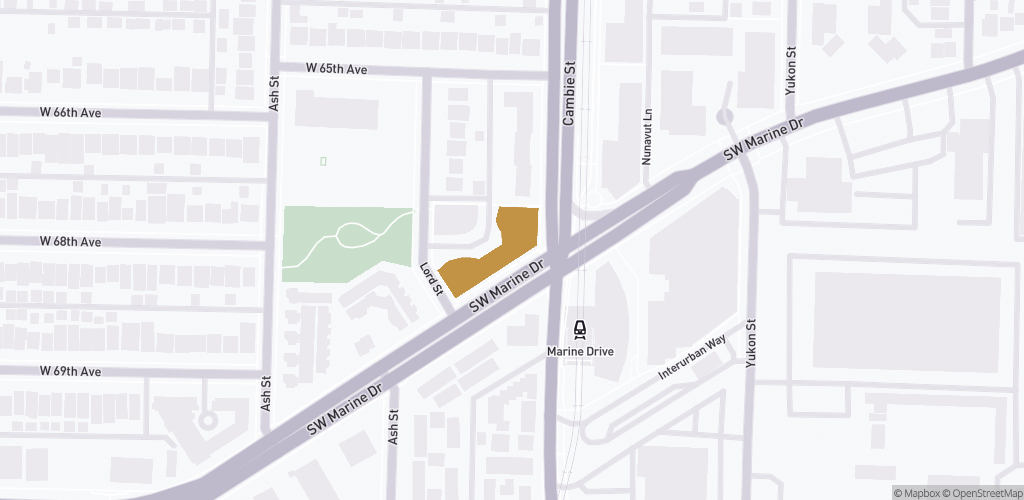 W 65th Ave
Ash St
Cambie St
Yukon St
W 66th Ave
Nunavut Ln
SW Marine Dr
W 68th Ave
Lord St
SW Marine Dr
Marine Drive
Interurban Way
Yukon St
W 69th Ave
Ash St
SW Marine Dr
Ash St
© Mapbox © OpenStreetMap